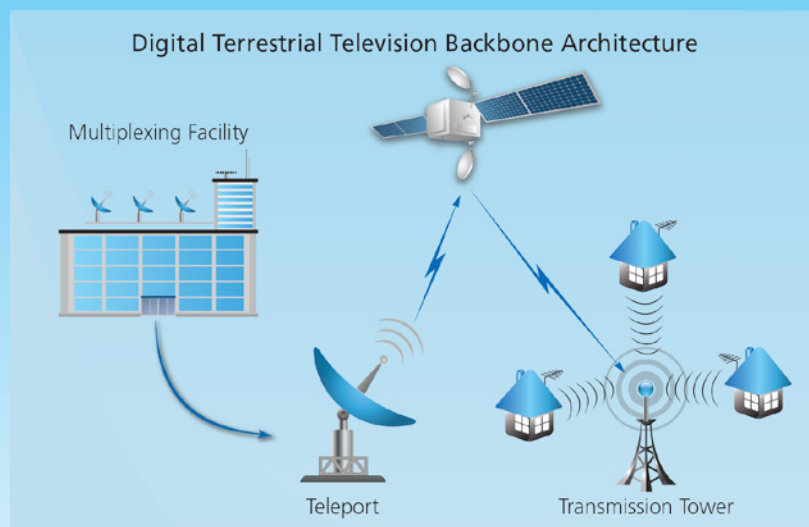 Digital Terrestrial Television Backbone Architecture
Multiplexing Facility
Teleport
Transmission Tower